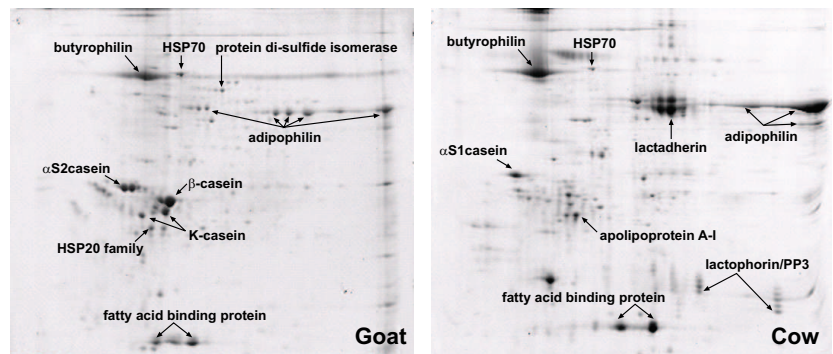 butyrophilin
HSP70
protein di-sulfide isomerase
adipophilin
αS2casein
β-casein
K-casein
HSP20 family
fatty acid binding protein
Goat
butyrophilin
HSP70
adipophilin
lactadherin
αS1casein
apolipoprotein A-I
lactophorin/PP3
fatty acid binding protein
Cow